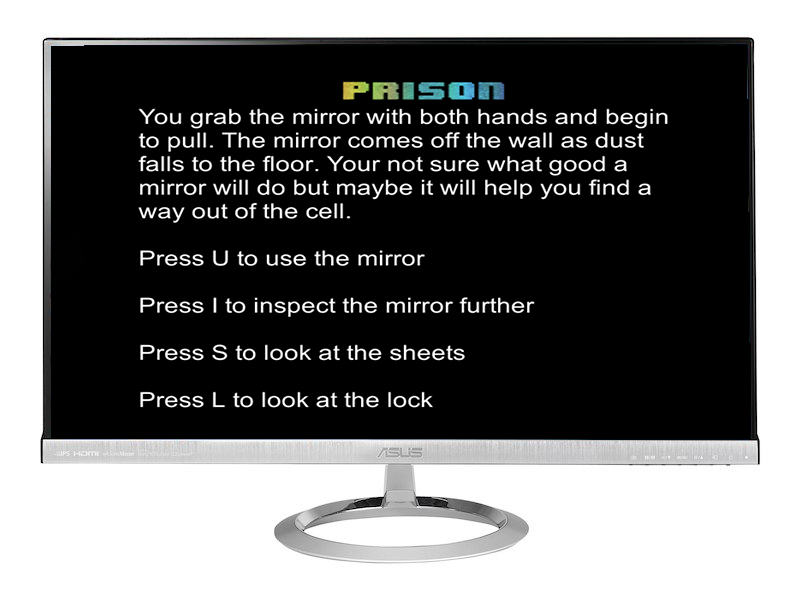 PRISON
You grab the mirror with both hands and begin
to pull. The mirror comes off the wall as dust
falls to the floor. Your not sure what good a
mirror will do but maybe it will help you find a
way out of the cell.
Press U to use the mirror
Press I to inspect the mirror further
Press S to look at the sheets
Press L to look at the lock
HDMI
ASUS